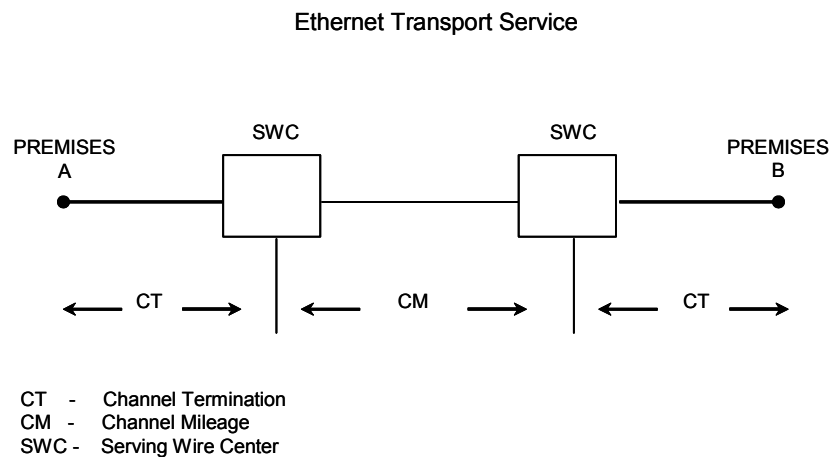 Ethernet Transport Service
SWC
SWC
PREMISES
A
PREMISES
B
CT
CM
CT
CT - Channel Termination
CM - Channel Mileage
SWC - Serving Wire Center